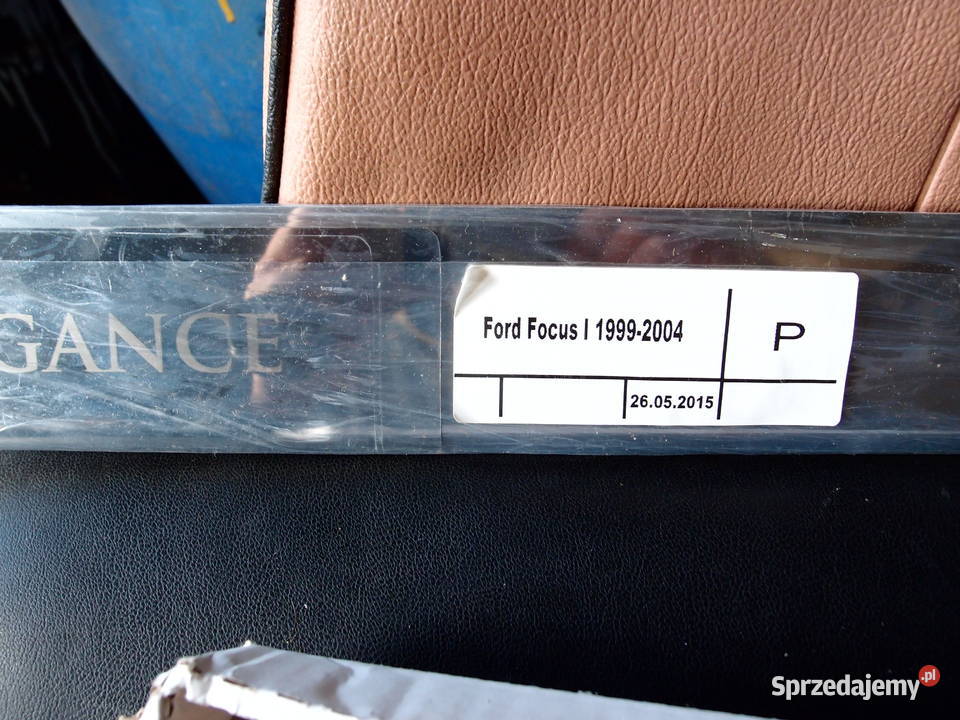 GANCE
Ford Focus I 1999-2004
P
26.05.2015
Sprzedajemy.pl